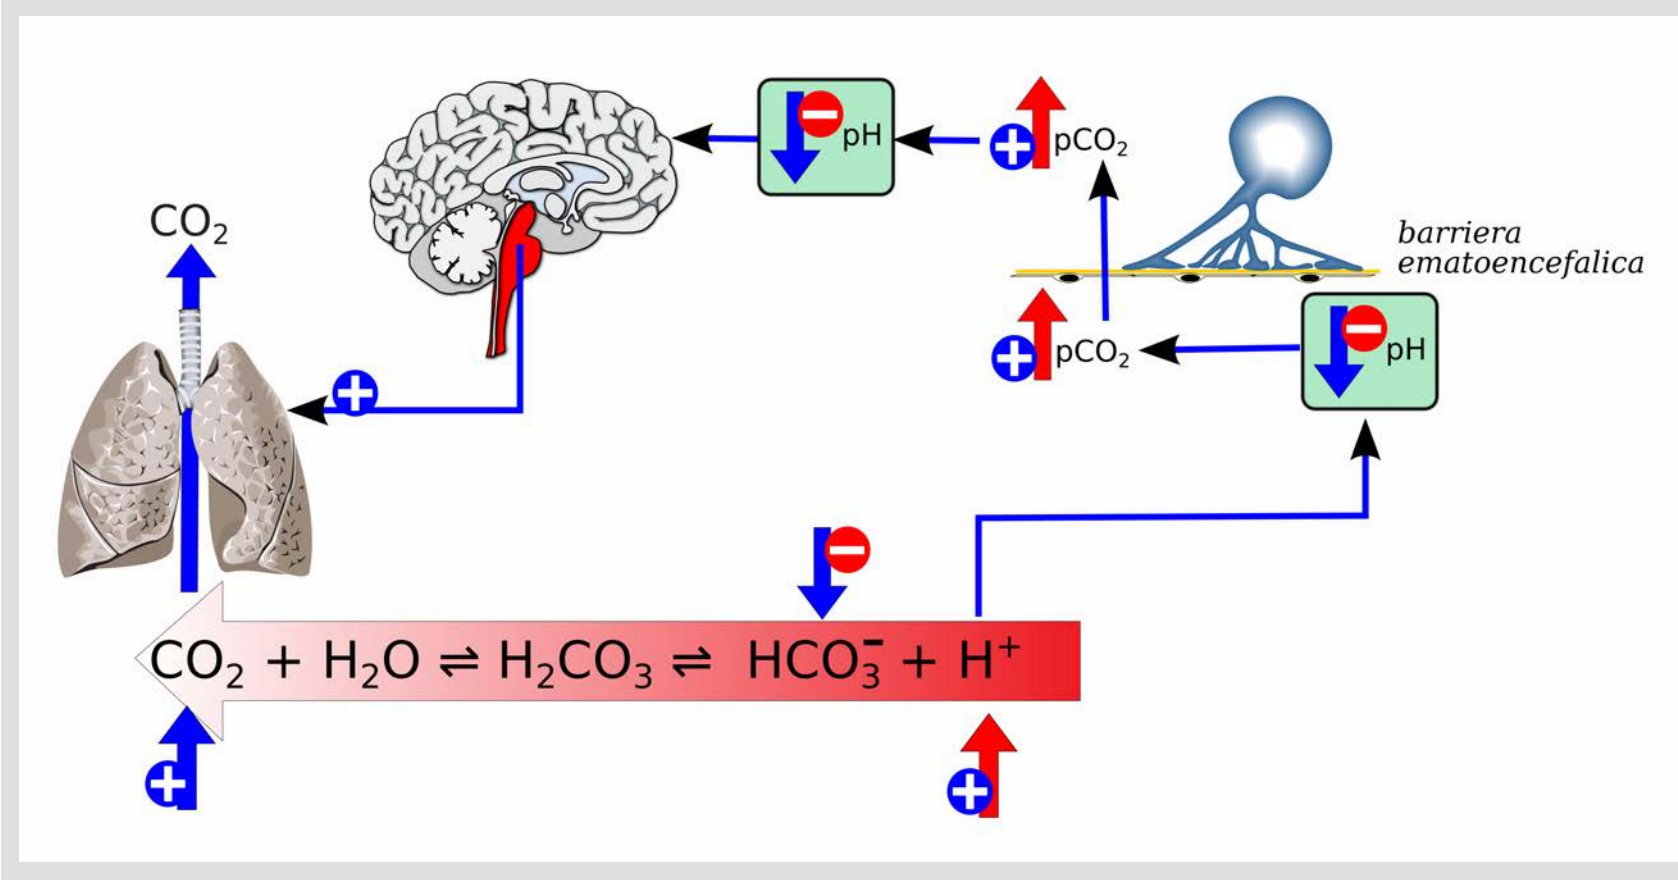 pH
pCO₂
CO₂
barriera
ematoencefalica
pCO₂
pH
CO₂ + H₂O ⇌ H₂CO₃ ⇌ HCO₃⁻ + H⁺